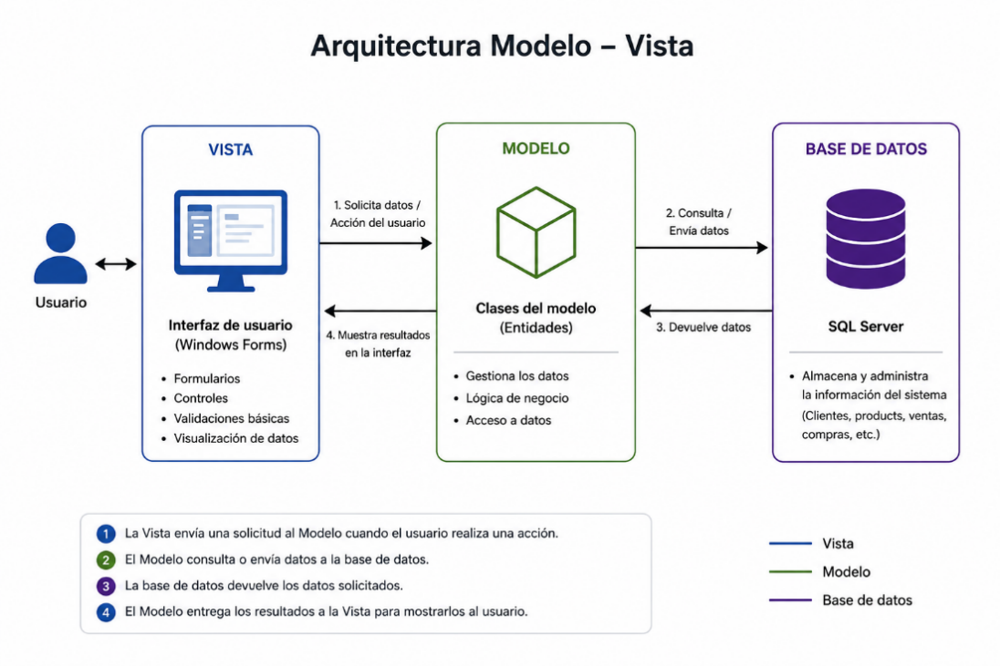 Arquitectura Modelo – Vista
Usuario
VISTA
Interfaz de usuario
(Windows Forms)
• Formularios
• Controles
• Validaciones básicas
• Visualización de datos
1. Solicita datos /
Acción del usuario
4. Muestra resultados
en la interfaz
MODELO
Clases del modelo
(Entidades)
• Gestiona los datos
• Lógica de negocio
• Acceso a datos
2. Consulta /
Envía datos
3. Devuelve datos
BASE DE DATOS
SQL Server
• Almacena y administra
la información del sistema
(Clientes, products, ventas,
compras, etc.)
1 La Vista envía una solicitud al Modelo cuando el usuario realiza una acción.
2 El Modelo consulta o envía datos a la base de datos.
3 La base de datos devuelve los datos solicitados.
4 El Modelo entrega los resultados a la Vista para mostrarlos al usuario.
Vista
Modelo
Base de datos